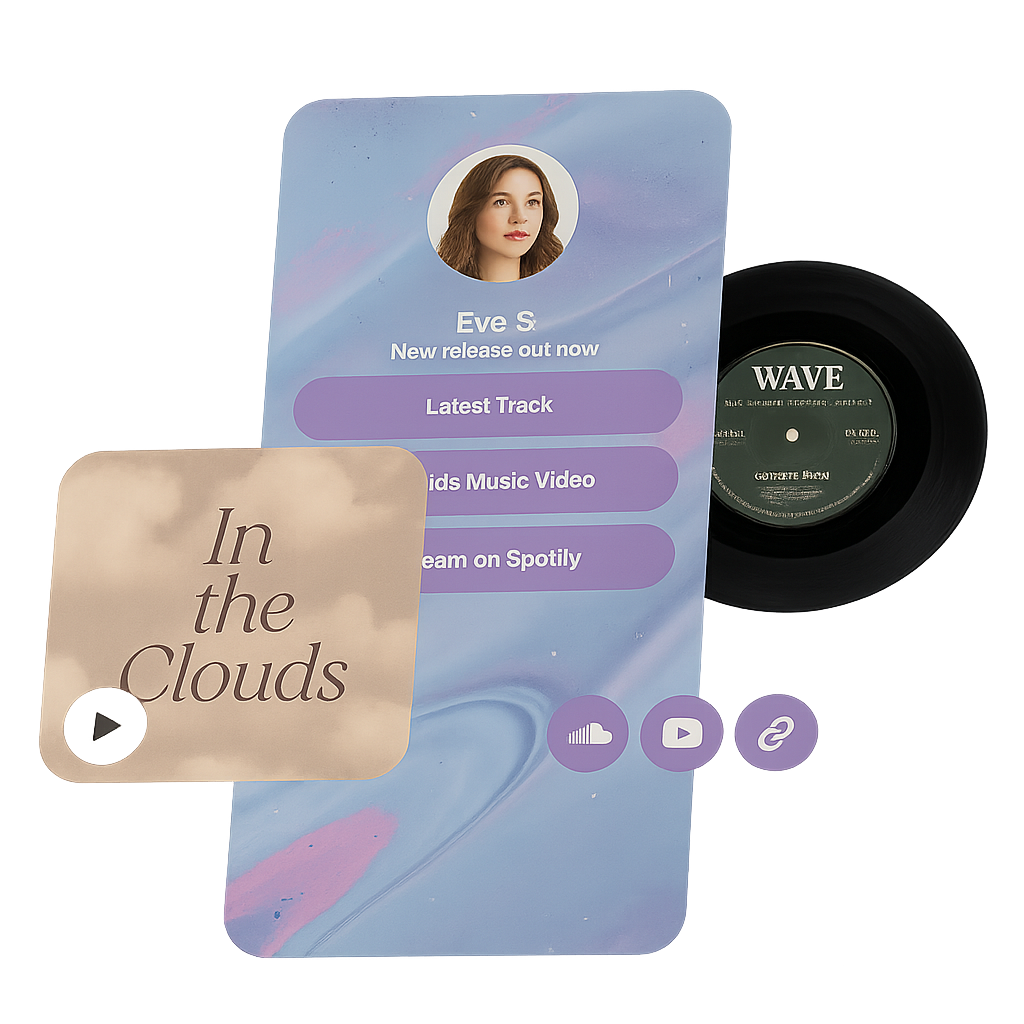 Eve S
New release out now
Latest Track
ids Music Video
eam on Spotily
In
the
Clouds
WAVE